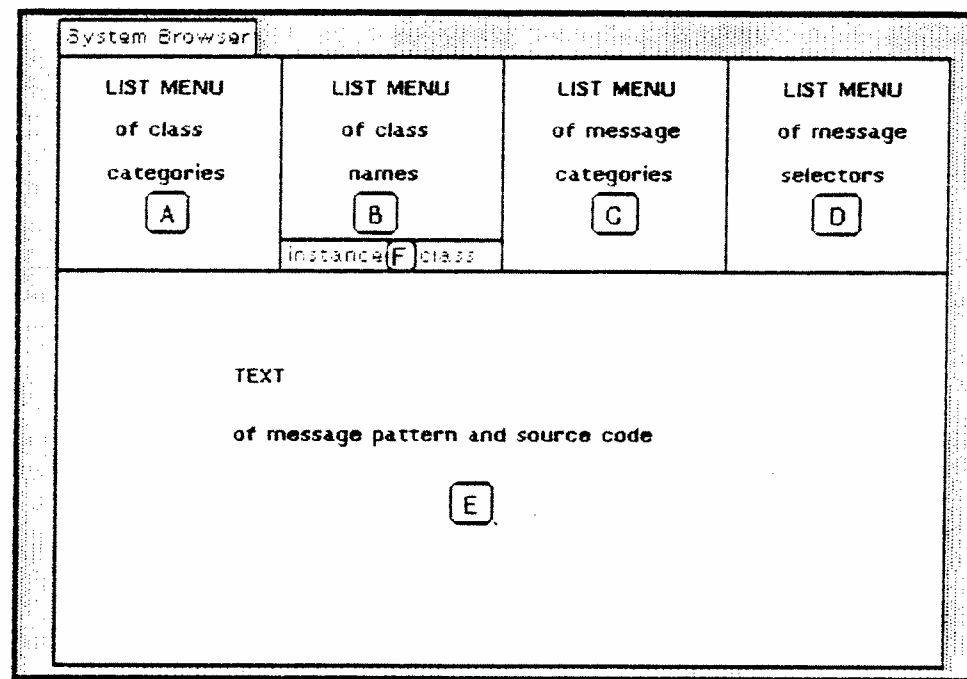 System Browser
LIST MENU
of class
categories
A
LIST MENU
of class
names
B
instance F class
LIST MENU
of message
categories
C
LIST MENU
of message
selectors
D
TEXT
of message pattern and source code
E